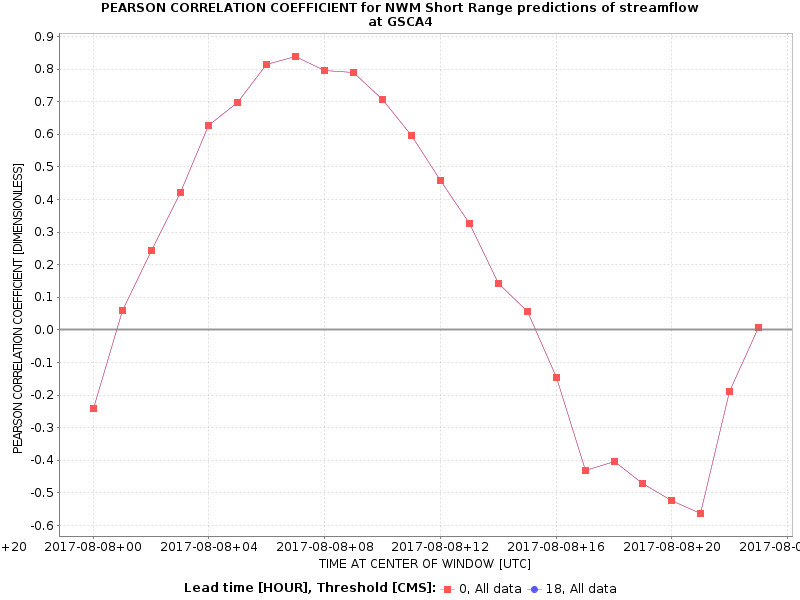 PEARSON CORRELATION COEFFICIENT for NWM Short Range predictions of streamflow
at GSCA4
PEARSON CORRELATION COEFFICIENT [DIMENSIONLESS]
0.9
0.8
0.7
0.6
0.5
0.4
0.3
0.2
0.1
0.0
-0.1
-0.2
-0.3
-0.4
-0.5
-0.6
+20 2017-08-08+00 2017-08-08+04 2017-08-08+08 2017-08-08+12 2017-08-08+16 2017-08-08+20 2017-08-0
TIME AT CENTER OF WINDOW [UTC]
Lead time [HOUR], Threshold [CMS]: 0, All data 18, All data